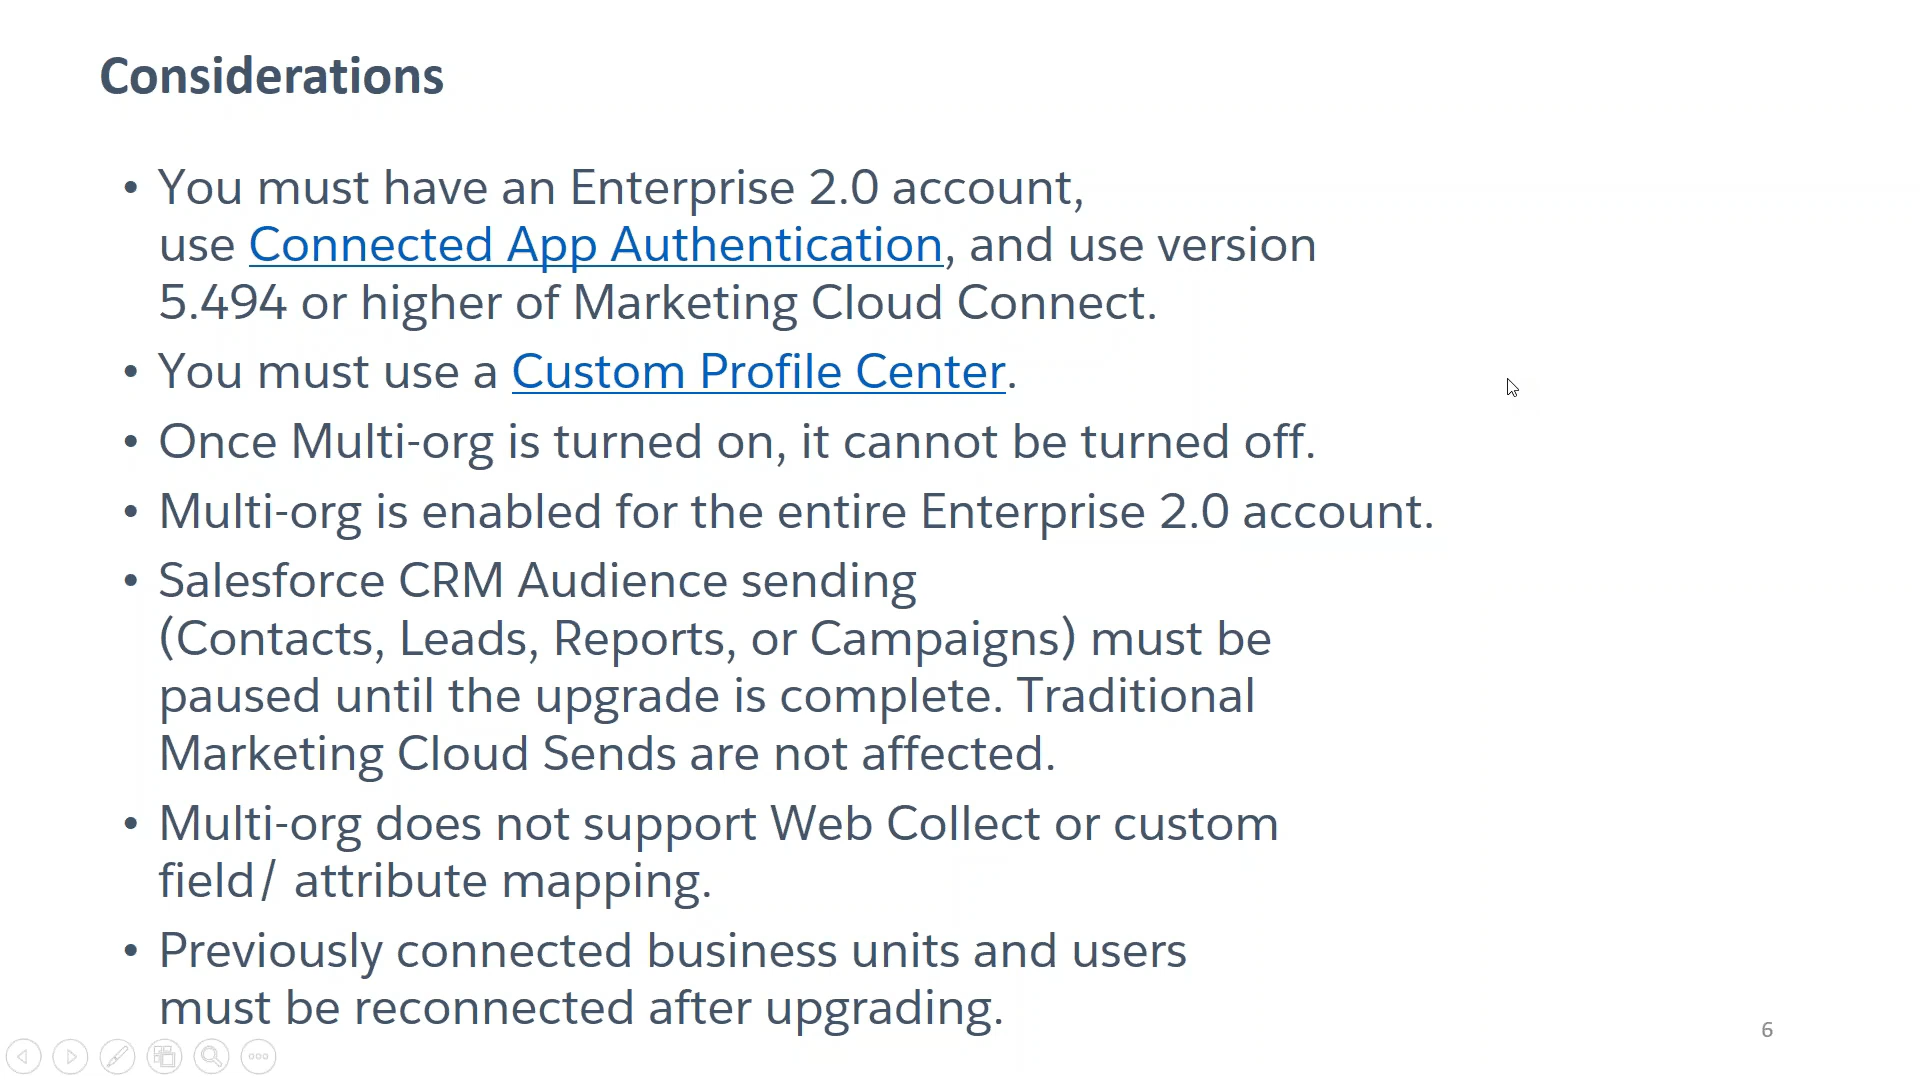 Considerations
• You must have an Enterprise 2.0 account,
use Connected App Authentication, and use version
5.494 or higher of Marketing Cloud Connect.
• You must use a Custom Profile Center.
• Once Multi-org is turned on, it cannot be turned off.
• Multi-org is enabled for the entire Enterprise 2.0 account.
• Salesforce CRM Audience sending
(Contacts, Leads, Reports, or Campaigns) must be
paused until the upgrade is complete. Traditional
Marketing Cloud Sends are not affected.
• Multi-org does not support Web Collect or custom
field/ attribute mapping.
• Previously connected business units and users
must be reconnected after upgrading.
6